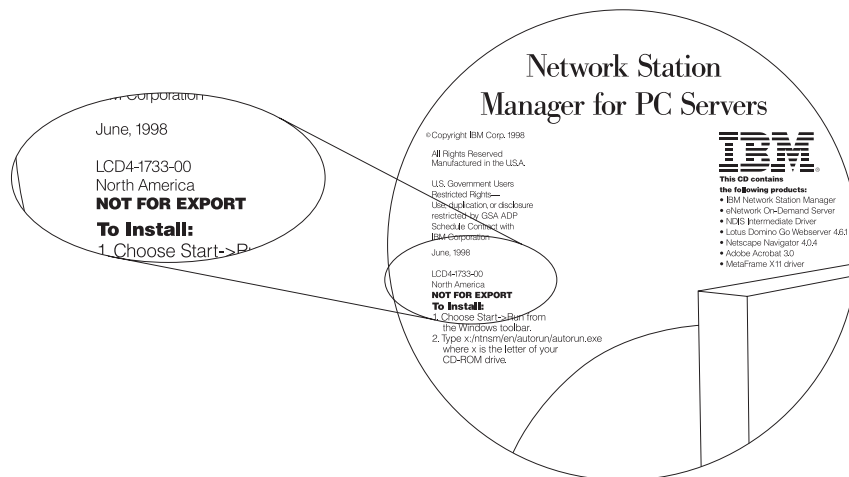 BM Corporation
June, 1998
LCD4-1733-00
North America
NOT FOR EXPORT
To Install:
1. Choose Start->R
Network Station
Manager for PC Servers
©Copyright IBM Corp. 1998
All Rights Reserved
Manufactured in the U.S.A.
U.S. Government Users
Restricted Rights—
Use, duplication, or disclosure
restricted by GSA ADP
Schedule Contract with
IBM Corporation
June, 1998
LCD4-1733-00
North America
NOT FOR EXPORT
To Install:
1. Choose Start->Run from
the Windows toolbar.
2. Type x:/ntnsm/en/autorun/autorun.exe
where x is the letter of your
CD-ROM drive.
IBM®
This CD contains
the following products:
• IBM Network Station Manager
• eNetwork On-Demand Server
• NDIS Intermediate Driver
• Lotus Domino Go Webserver 4.6.1
• Netscape Navigator 4.0.4
• Adobe Acrobat 3.0
• MetaFrame X11 driver